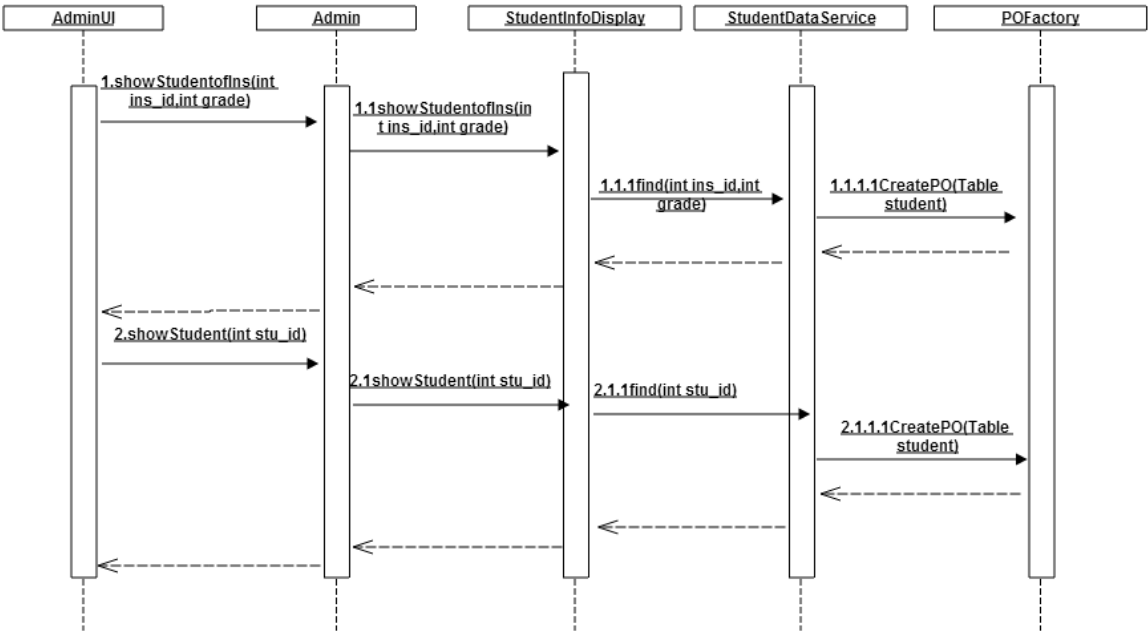 AdminUI
Admin
StudentInfoDisplay
StudentDataService
POFactory
1.showStudentofIns(int
ins_id,int grade)
1.1showStudentofIns(in
t ins_id,int grade)
1.1.1find(int ins_id,int
grade)
1.1.1.1CreatePO(Table
student)
2.showStudent(int stu_id)
2.1showStudent(int stu_id)
2.1.1find(int stu_id)
2.1.1.1CreatePO(Table
student)